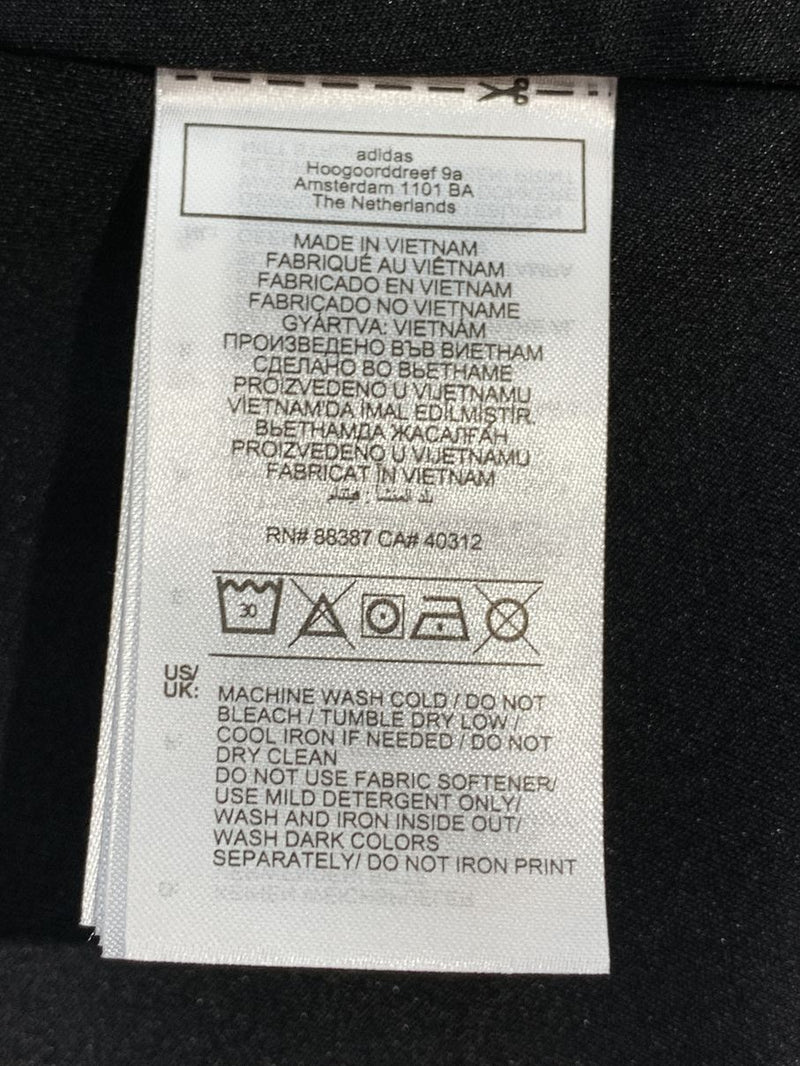 adidas
Hoogoorddreef 9a
Amsterdam 1101 BA
The Netherlands
MADE IN VIETNAM
FABRIQUÉ AU VIÊTNAM
FABRICADO EN VIETNAM
FABRICADO NO VIETNAME
GYÁRTVA: VIETNÁM
ПРОИЗВЕДЕНО ВЪВ ВИЕТНАМ
СДЕЛАНО ВО ВЬЕТНАМЕ
PROIZVEDENO U VIJETNAMU
VIETNAM'DA İMAL EDİLMİŞTİR.
ВЬЕТНАМДА ЖАСАЛҒАН
PROIZVEDENO U VIJETNAMU
FABRICAT ÎN VIETNAM
بلد المنشأ : فيتنام
RN# 88387 CA# 40312
30
US/
UK:
MACHINE WASH COLD / DO NOT
BLEACH / TUMBLE DRY LOW /
COOL IRON IF NEEDED / DO NOT
DRY CLEAN
DO NOT USE FABRIC SOFTENER/
USE MILD DETERGENT ONLY/
WASH AND IRON INSIDE OUT/
WASH DARK COLORS
SEPARATELY/ DO NOT IRON PRINT